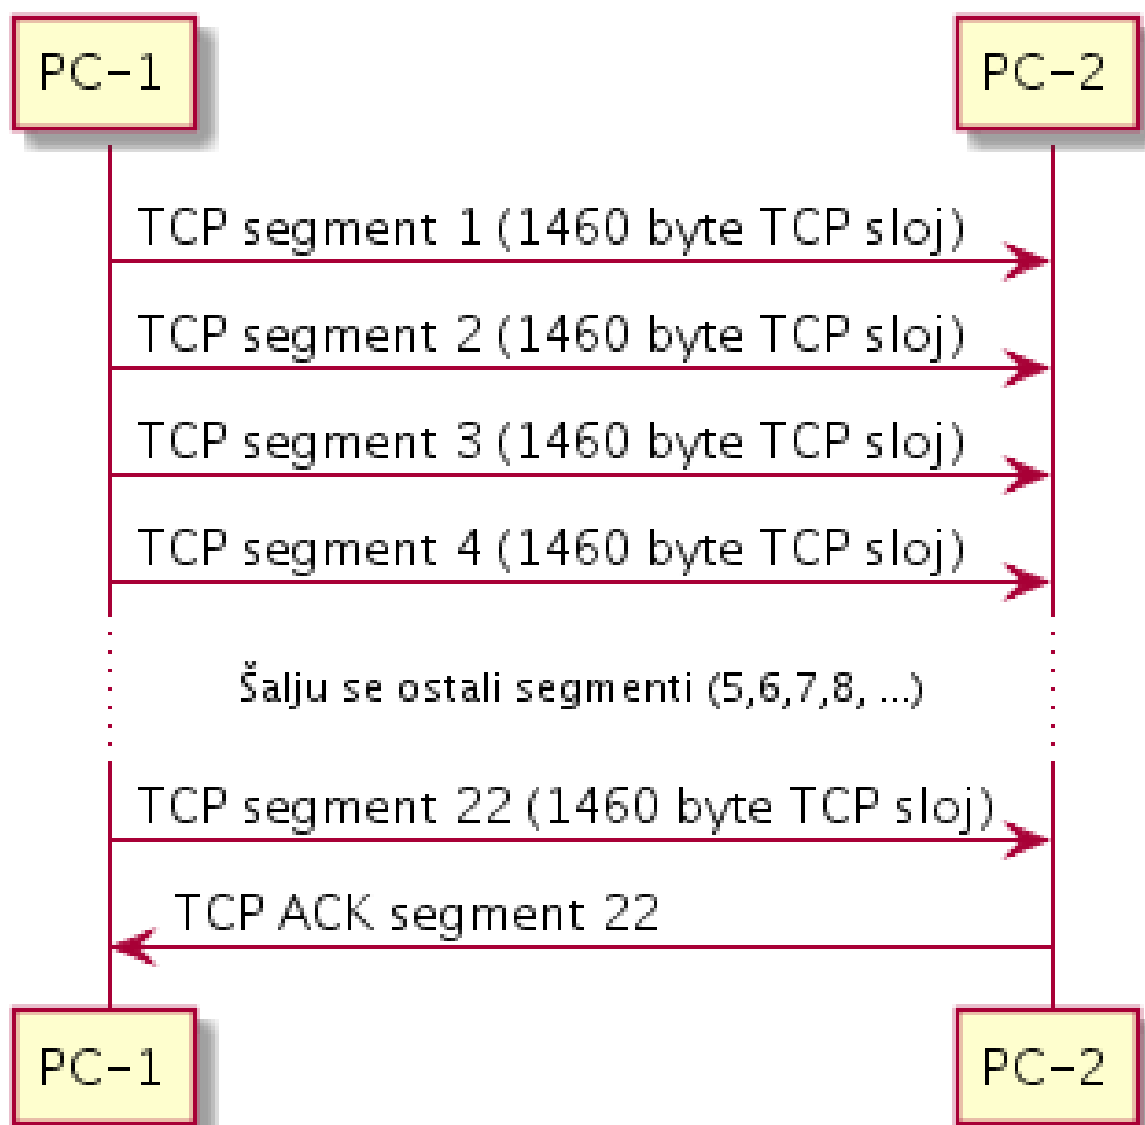 PC-1
PC-2
TCP segment 1 (1460 byte TCP sloj)
TCP segment 2 (1460 byte TCP sloj)
TCP segment 3 (1460 byte TCP sloj)
TCP segment 4 (1460 byte TCP sloj)
Šalju se ostali segmenti (5,6,7,8, ...)
TCP segment 22 (1460 byte TCP sloj)
TCP ACK segment 22
PC-1
PC-2